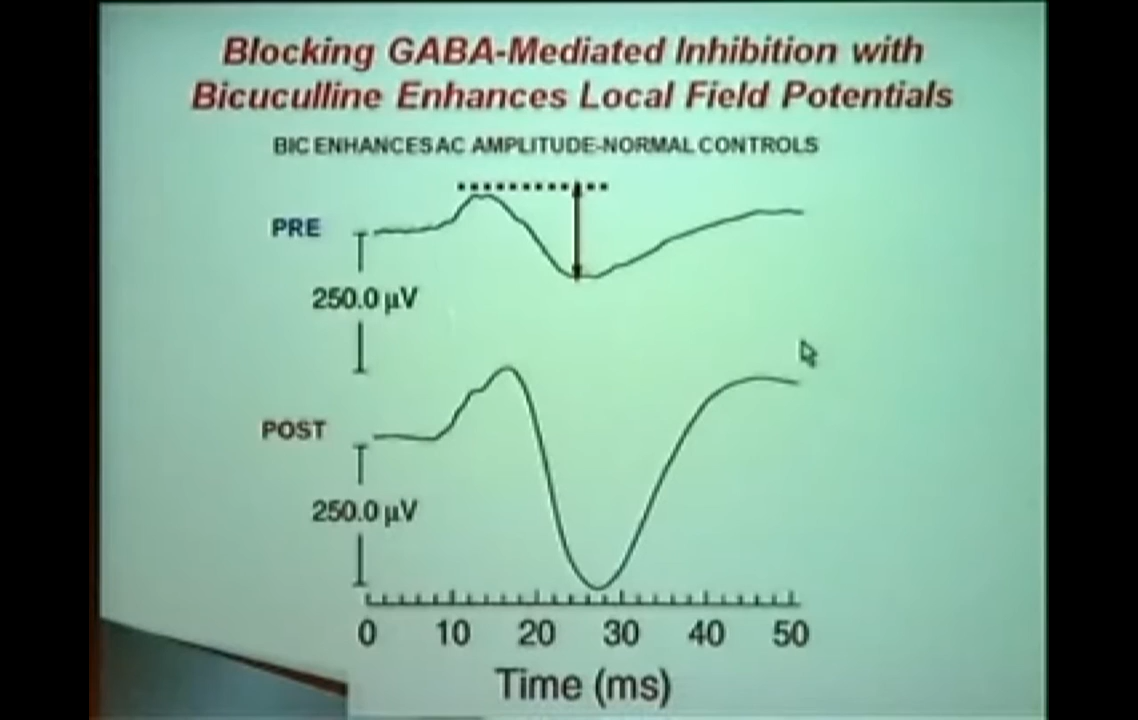 Blocking GABA-Mediated Inhibition with
Bicuculline Enhances Local Field Potentials
BIC ENHANCES AC AMPLITUDE-NORMAL CONTROLS
PRE
250.0 µV
POST
250.0 µV
0 10 20 30 40 50
Time (ms)